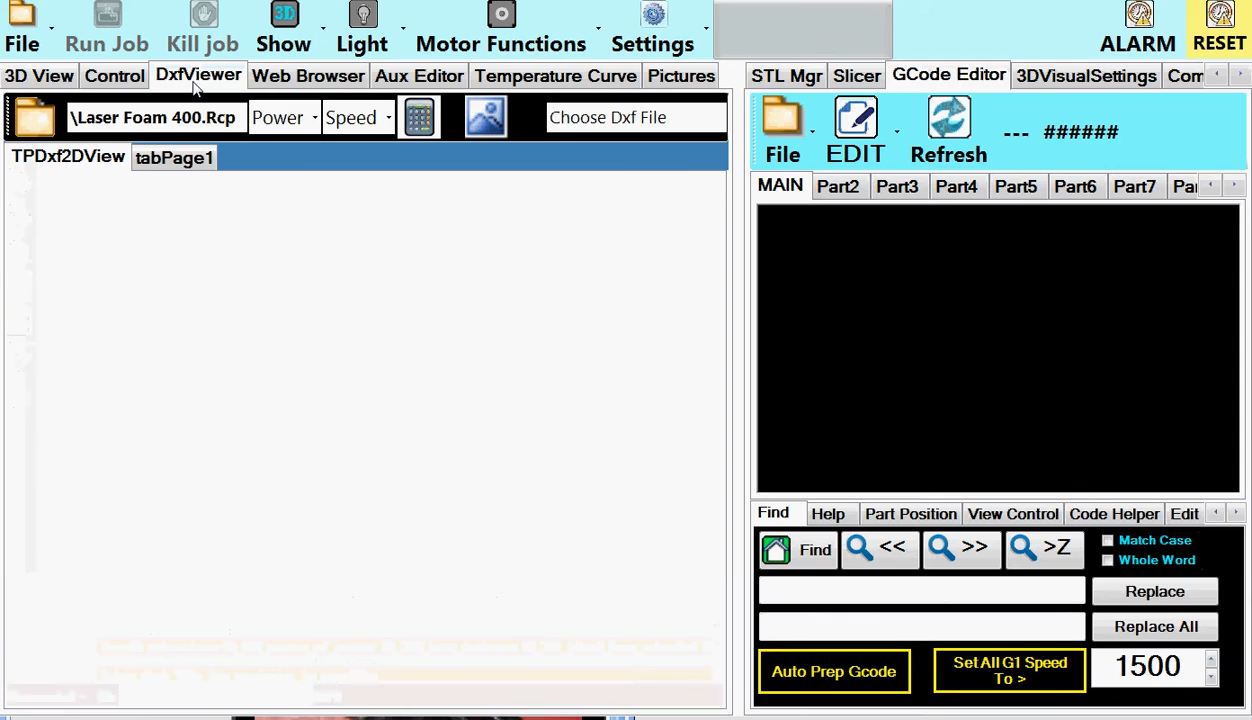 File Run Job Kill job Show Light Motor Functions Settings ALARM RESET
3D
3D View Control DxfViewer Web Browser Aux Editor Temperature Curve Pictures
STL Mgr Slicer GCode Editor 3DVisualSettings Com
\Laser Foam 400.Rcp Power Speed Choose Dxf File
TPDxf2DView tabPage1
File EDIT Refresh --- ######
MAIN Part2 Part3 Part4 Part5 Part6 Part7 Pa
Find Help Part Position View Control Code Helper Edit
Find << >> >Z
Match Case
Whole Word
Replace
Replace All
Auto Prep Gcode
Set All G1 Speed
To >
1500